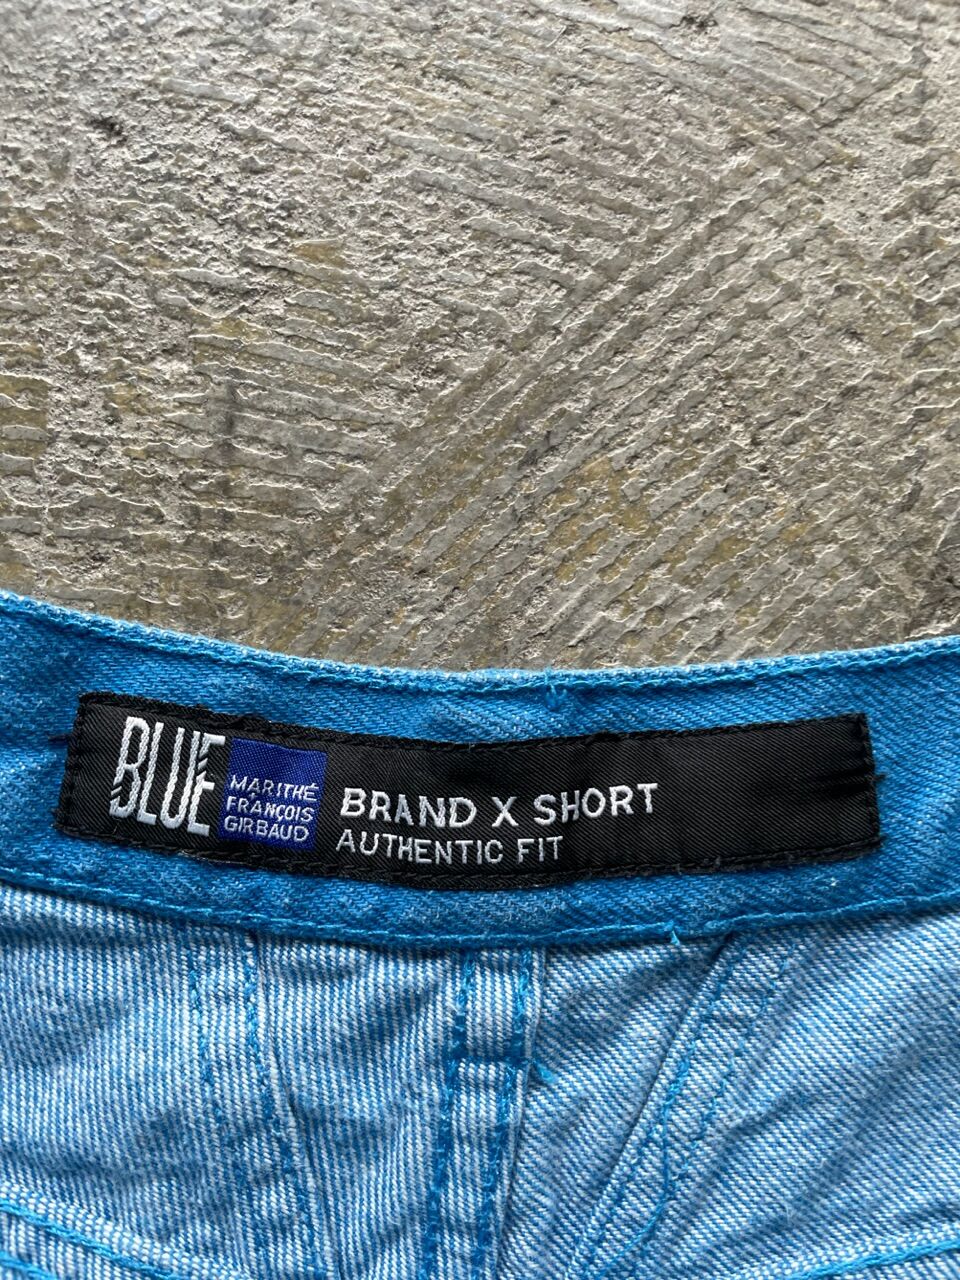 BLUE
MARITHÉ
FRANÇOIS
GIRBAUD
BRAND X SHORT
AUTHENTIC FIT